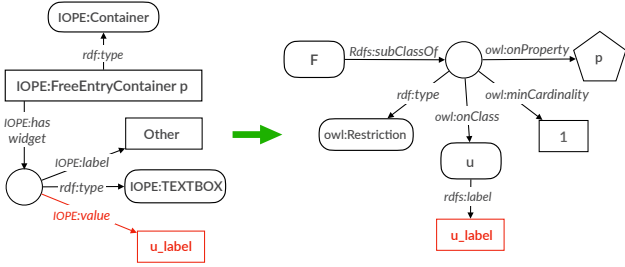 IOPE:Container
rdf:type
IOPE:FreeEntryContainer p
IOPE:has
widget
Other
IOPE:label
rdf:type
IOPE:TEXTBOX
IOPE:value
u_label
F
Rdfs:subClassOf
owl:onProperty
p
rdf:type
owl:minCardinality
owl:onClass
owl:Restriction
1
u
rdfs:label
u_label